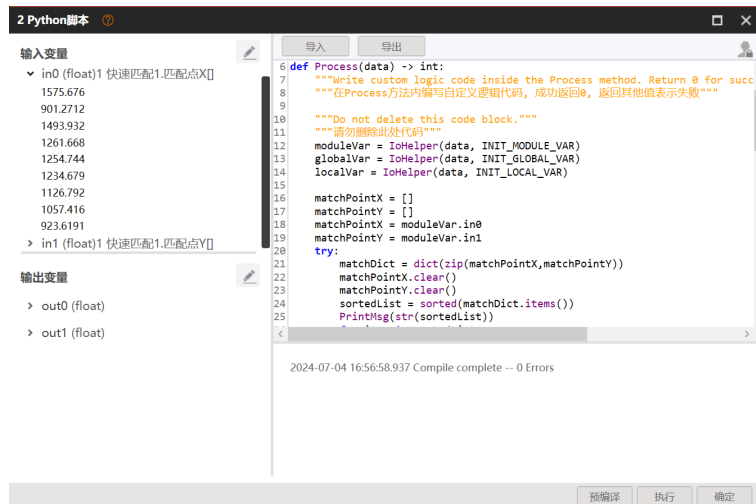 2 Python脚本
输入变量
in0 (float)1 快速匹配1.匹配点X[]
1575.676
901.2712
1493.932
1261.668
1254.744
1234.679
1126.792
1057.416
923.6191
in1 (float)1 快速匹配1.匹配点Y[]
输出变量
out0 (float)
out1 (float)
导入 导出
6 def Process(data) -> int:
7 """Write custom logic code inside the Process method. Return 0 for succ
8 """在Process方法内编写自定义逻辑代码, 成功返回0, 返回其他值表示失败"""
9
10 """Do not delete this code block."""
11 """请勿删除此处代码"""
12 moduleVar = IoHelper(data, INIT_MODULE_VAR)
13 globalVar = IoHelper(data, INIT_GLOBAL_VAR)
14 localVar = IoHelper(data, INIT_LOCAL_VAR)
15
16 matchPointX = []
17 matchPointY = []
18 matchPointX = moduleVar.in0
19 matchPointY = moduleVar.in1
20 try:
21 matchDict = dict(zip(matchPointX,matchPointY))
22 matchPointX.clear()
23 matchPointY.clear()
24 sortedList = sorted(matchDict.items())
25 PrintMsg(str(sortedList))
2024-07-04 16:56:58.937 Compile complete -- 0 Errors
预编译 执行 确定